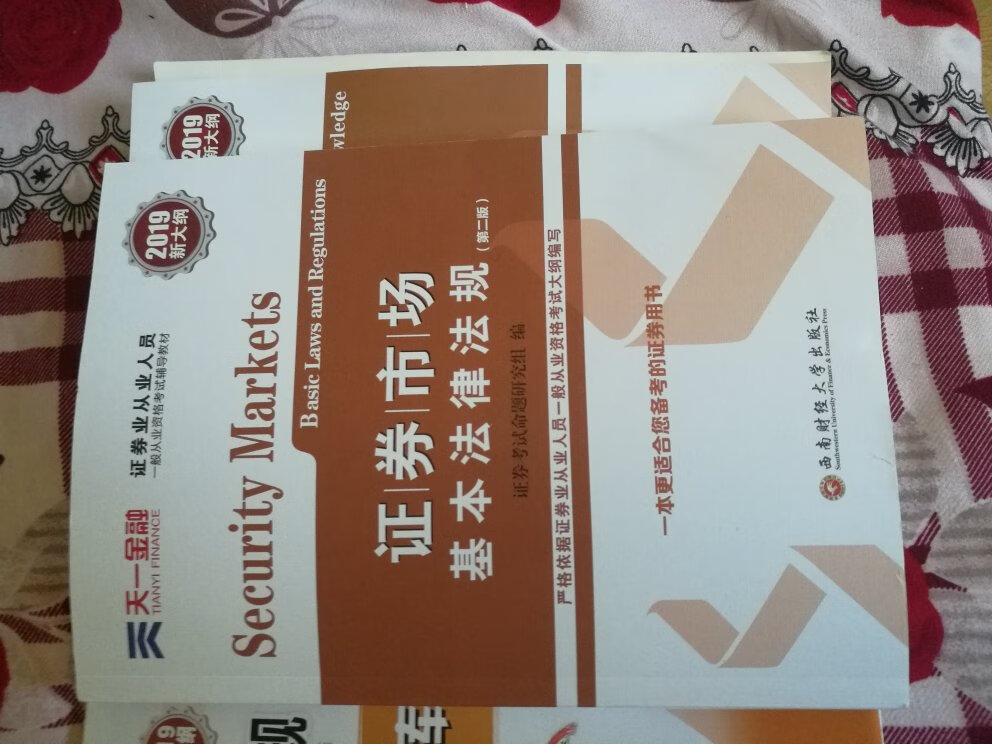 天一金融
TIANYI FINANCE
证券业从业人员
一般从业资格考试辅导教材
2019
新大纲
Security Markets
Basic Laws and Regulations
证券市场
基本法律法规(第二版)
证券考试命题研究组 编
严格依据证券业从业人员一般从业资格考试大纲编写
一本更适合您备考的证券用书
西南财经大学出版社
Southwestern University of Finance & Economics Press
2019
新大纲
wledge
9
纲
规
库